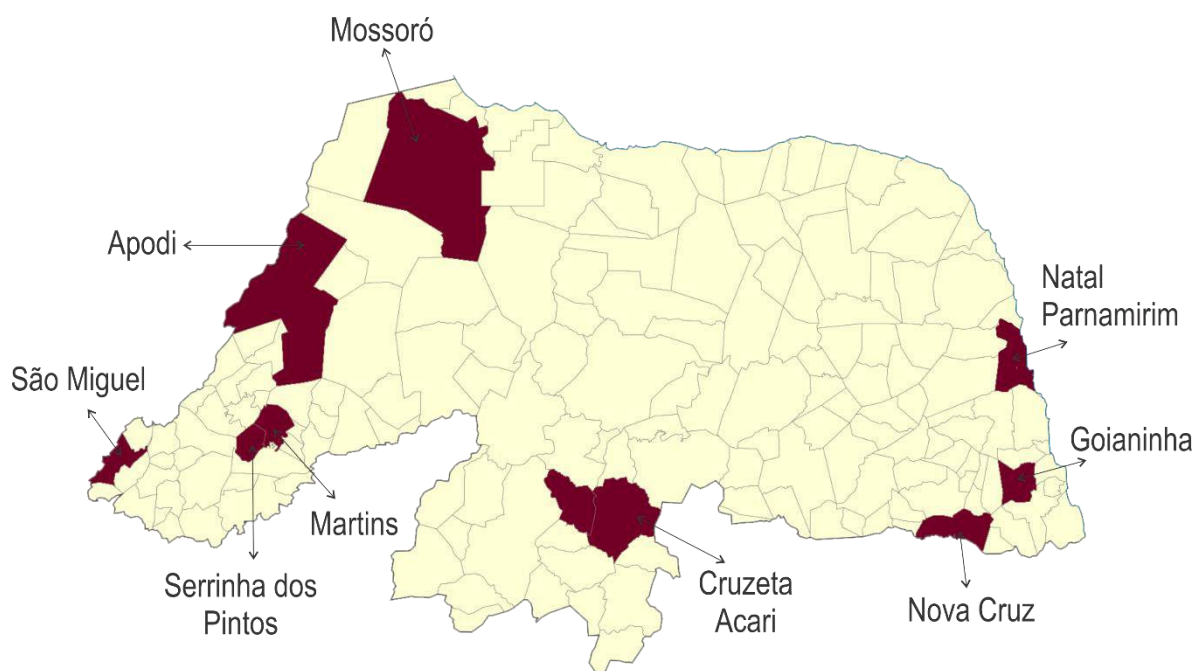 Mossoró
Apodi
Natal
Parnamirim
São Miguel
Goianinha
Martins
Serrinha dos
Pintos
Cruzeta
Acari
Nova Cruz